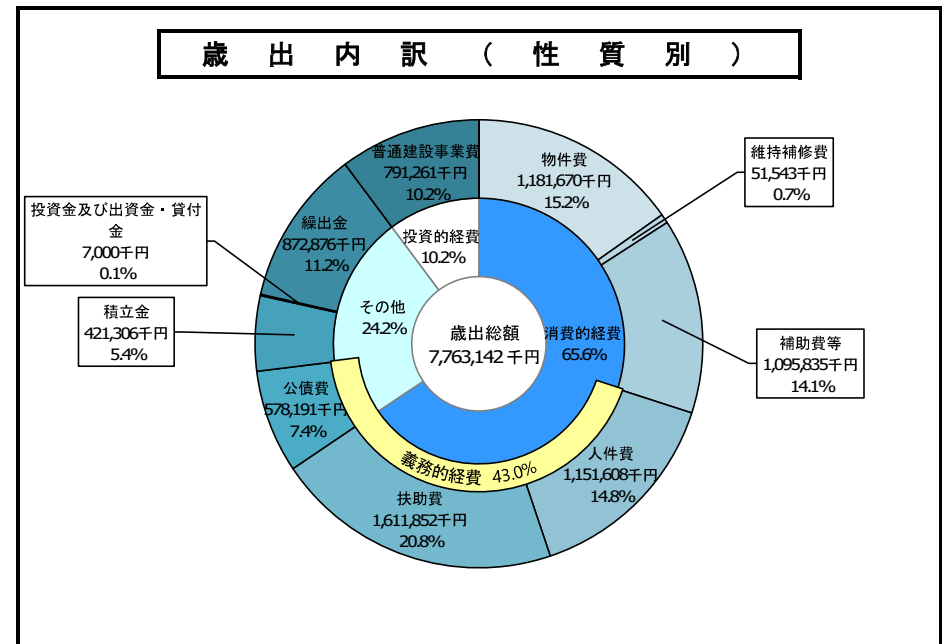 歳出内訳（性質別）
普通建設事業費
791,261千円
10.2%
物件費
1,181,670千円
15.2%
維持補修費
51,543千円
0.7%
投資金及び出資金・貸付
金
7,000千円
0.1%
繰出金
872,876千円
11.2%
投資的経費
10.2%
積立金
421,306千円
5.4%
その他
24.2%
歳出総額
7,763,142 千円
消費的経費
65.6%
補助費等
1,095,835千円
14.1%
公債費
578,191千円
7.4%
義務的経費 43.0%
人件費
1,151,608千円
14.8%
扶助費
1,611,852千円
20.8%